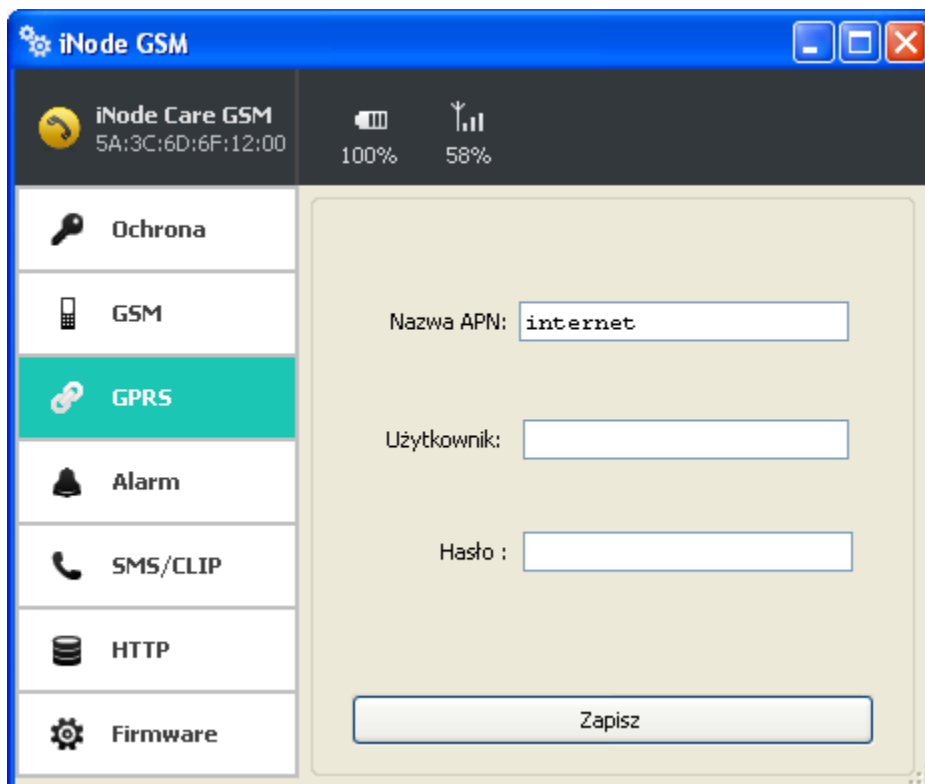 iNode GSM
iNode Care GSM
5A:3C:6D:6F:12:00
100%
58%
Ochrona
GSM
GPRS
Alarm
SMS/CLIP
HTTP
Firmware
Nazwa APN:
internet
Użytkownik:
Hasło :
Zapisz